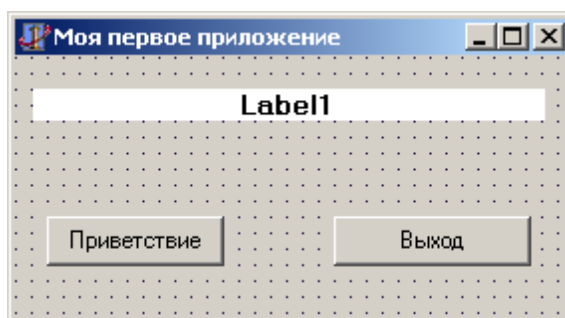 Моя первое приложение
Label1
Приветствие
Выход